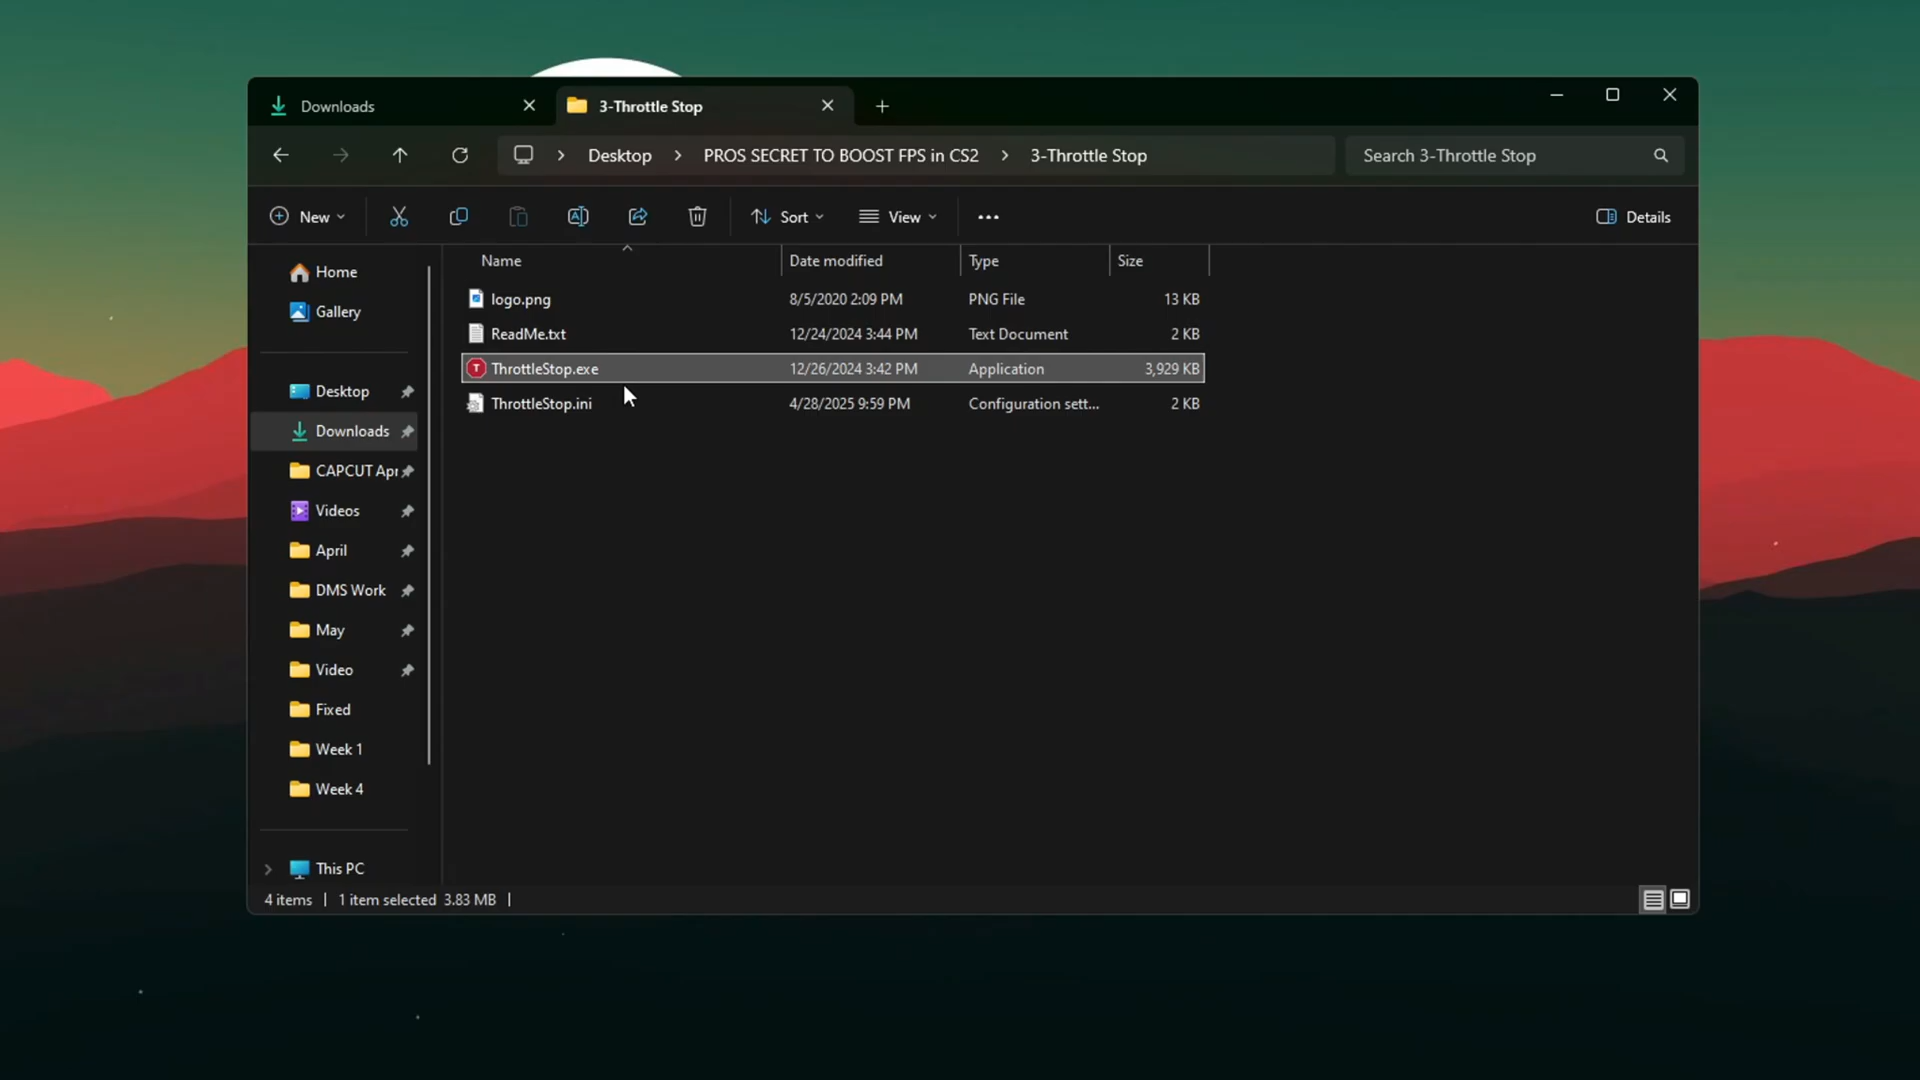 Downloads
3-Throttle Stop
Desktop > PROS SECRET TO BOOST FPS in CS2 > 3-Throttle Stop
Search 3-Throttle Stop
New
Sort
View
Details
Name Date modified Type Size
logo.png 8/5/2020 2:09 PM PNG File 13 KB
ReadMe.txt 12/24/2024 3:44 PM Text Document 2 KB
T ThrottleStop.exe 12/26/2024 3:42 PM Application 3,929 KB
ThrottleStop.ini 4/28/2025 9:59 PM Configuration sett... 2 KB
Home
Gallery
Desktop
Downloads
CAPCUT Apr
Videos
April
DMS Work
May
Video
Fixed
Week 1
Week 4
This PC
4 items | 1 item selected 3.83 MB |